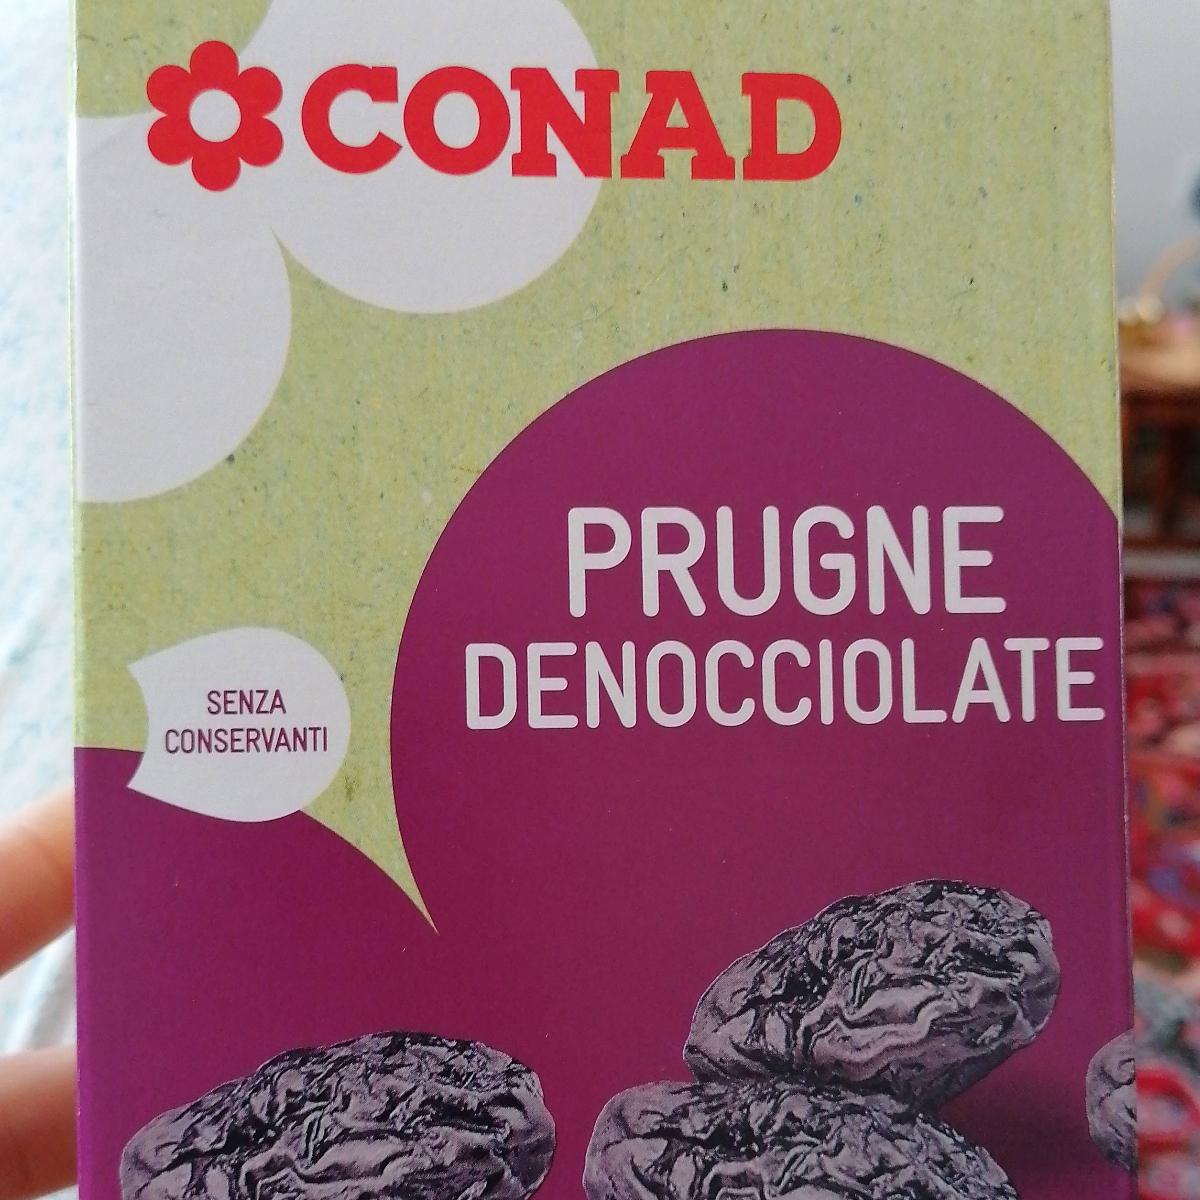 CONAD
PRUGNE
DENOCCIOLATE
SENZA
CONSERVANTI